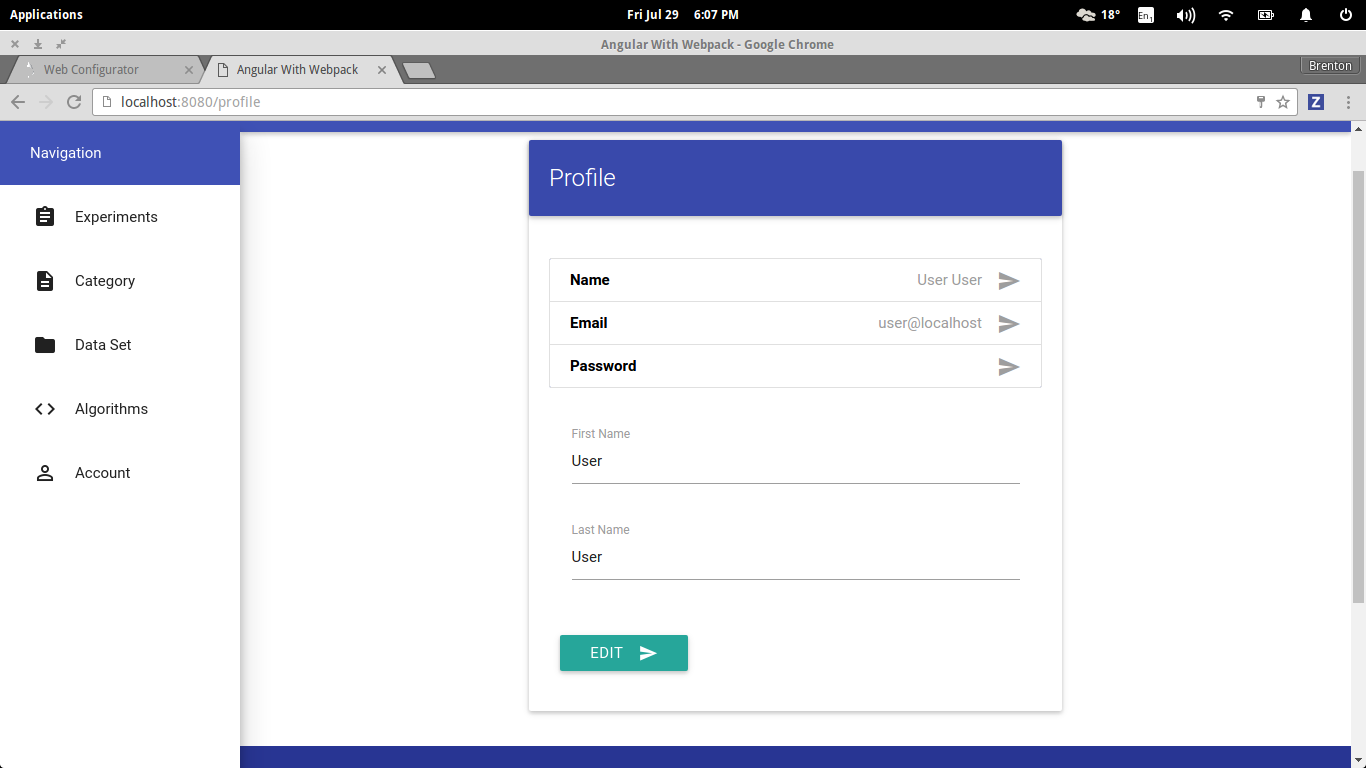 Applications
Fri Jul 29 6:07 PM
18°
En1
Angular With Webpack - Google Chrome
Web Configurator
Angular With Webpack
Brenton
localhost:8080/profile
Z
Navigation
Experiments
Category
Data Set
Algorithms
Account
Profile
Name User User
Email user@localhost
Password
First Name
User
Last Name
User
EDIT